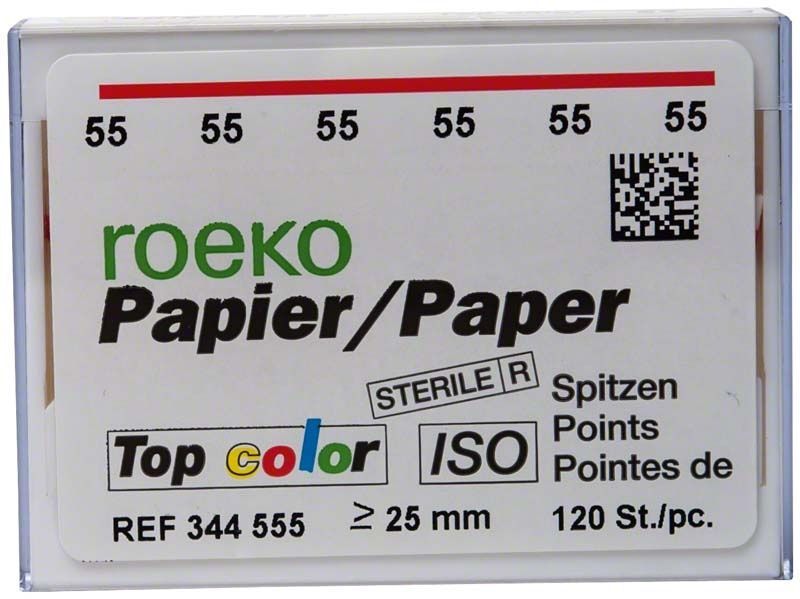 55 55 55 55 55 55
roeko
Papier/Paper
STERILE R
Spitzen
Points
Pointes de
Top color
ISO
REF 344 555
≥ 25 mm
120 St./pc.